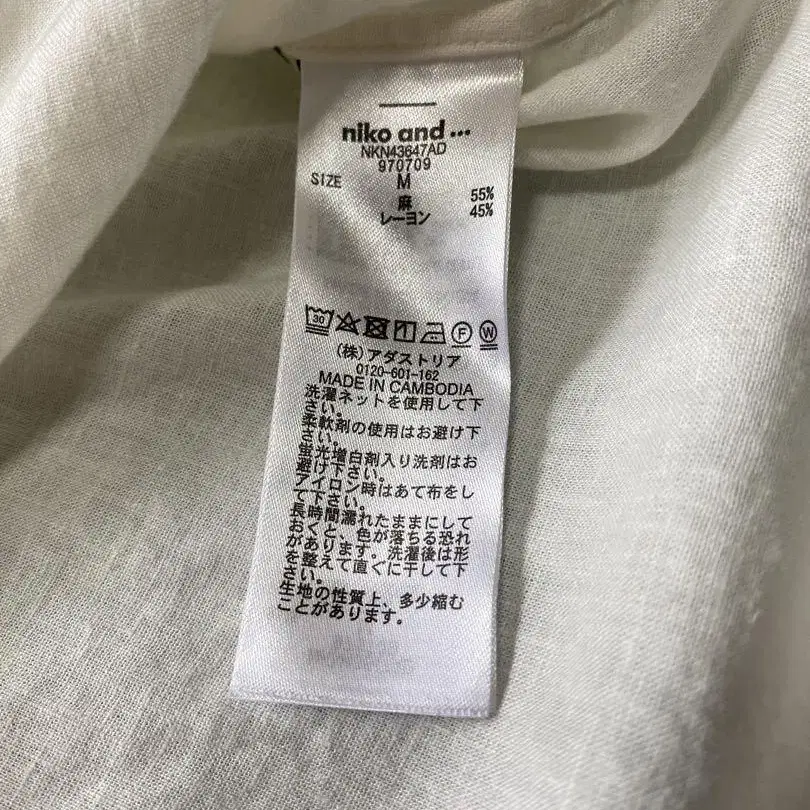 niko and ...
NKN43647AD
970709
SIZE M
麻 55%
レーヨン 45%
30 F W
(株)アダストリア
0120-601-162
MADE IN CAMBODIA
洗濯ネットを使用して下
さい。
柔軟剤の使用はお避け下
さい。
蛍光増白剤入り洗剤はお
避け下さい。
アイロン時はあて布をし
て下さい。
長時間濡れたままにして
おくと、色が落ちる恐れ
があります。洗濯後は形
を整えて直ぐに干して下
さい。
生地の性質上、多少縮む
ことがあります。